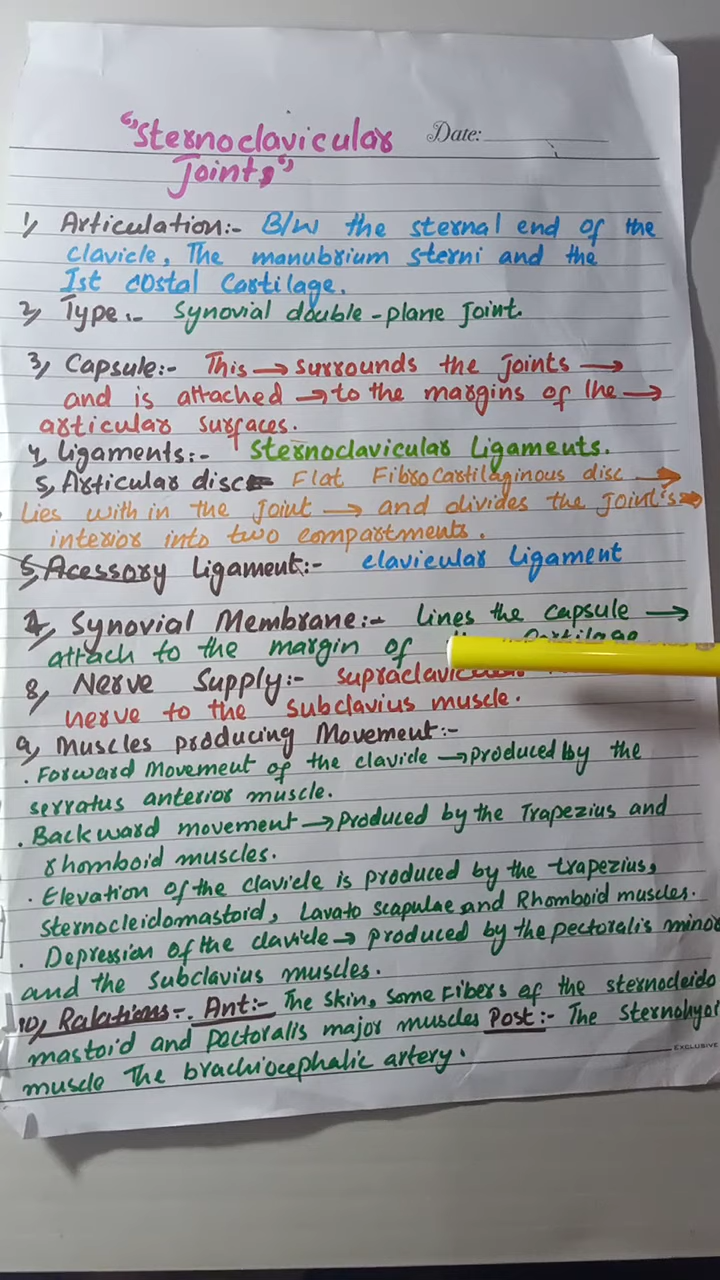 "Sternoclavicular Date:
Joints"
1) Articulation:- B/W the sternal end of the
clavicle, The manubrium sterni and the
Ist costal Cartilage.
2) Type:- Synovial double-plane Joint.
3) Capsule:- This → surrounds the joints →
and is attached → to the margins of the →
articular surfaces.
4) Ligaments:- Sternoclavicular Ligaments.
5) Articular disc:- Flat Fibrocartilaginous disc →
Lies with in the joint → and divides the joint's →
interior into two compartments.
5) Acessory Ligament:- clavicular Ligament
7) Synovial Membrane:- Lines the capsule →
attach to the margin of Cartilage
8) Nerve Supply:- supraclavicular
nerve to the Subclavius muscle.
9) Muscles producing Movement:-
. Forward Movement of the clavicle → produced by the
serratus anterior muscle.
. Backward movement → Produced by the Trapezius and
rhomboid muscles.
. Elevation of the clavicle is produced by the trapezius,
Sternocleidomastoid, Lavato scapulae and Rhomboid muscles.
. Depression of the clavicle → produced by the pectoralis minor
and the subclavius muscles.
10) Ralations:- Ant:- The skin, some Fibers of the sternocleido
mastoid and Pectoralis major muscles Post:- The Sternohyo
muscle The brachiocephalic artery.
EXCLUSIVE